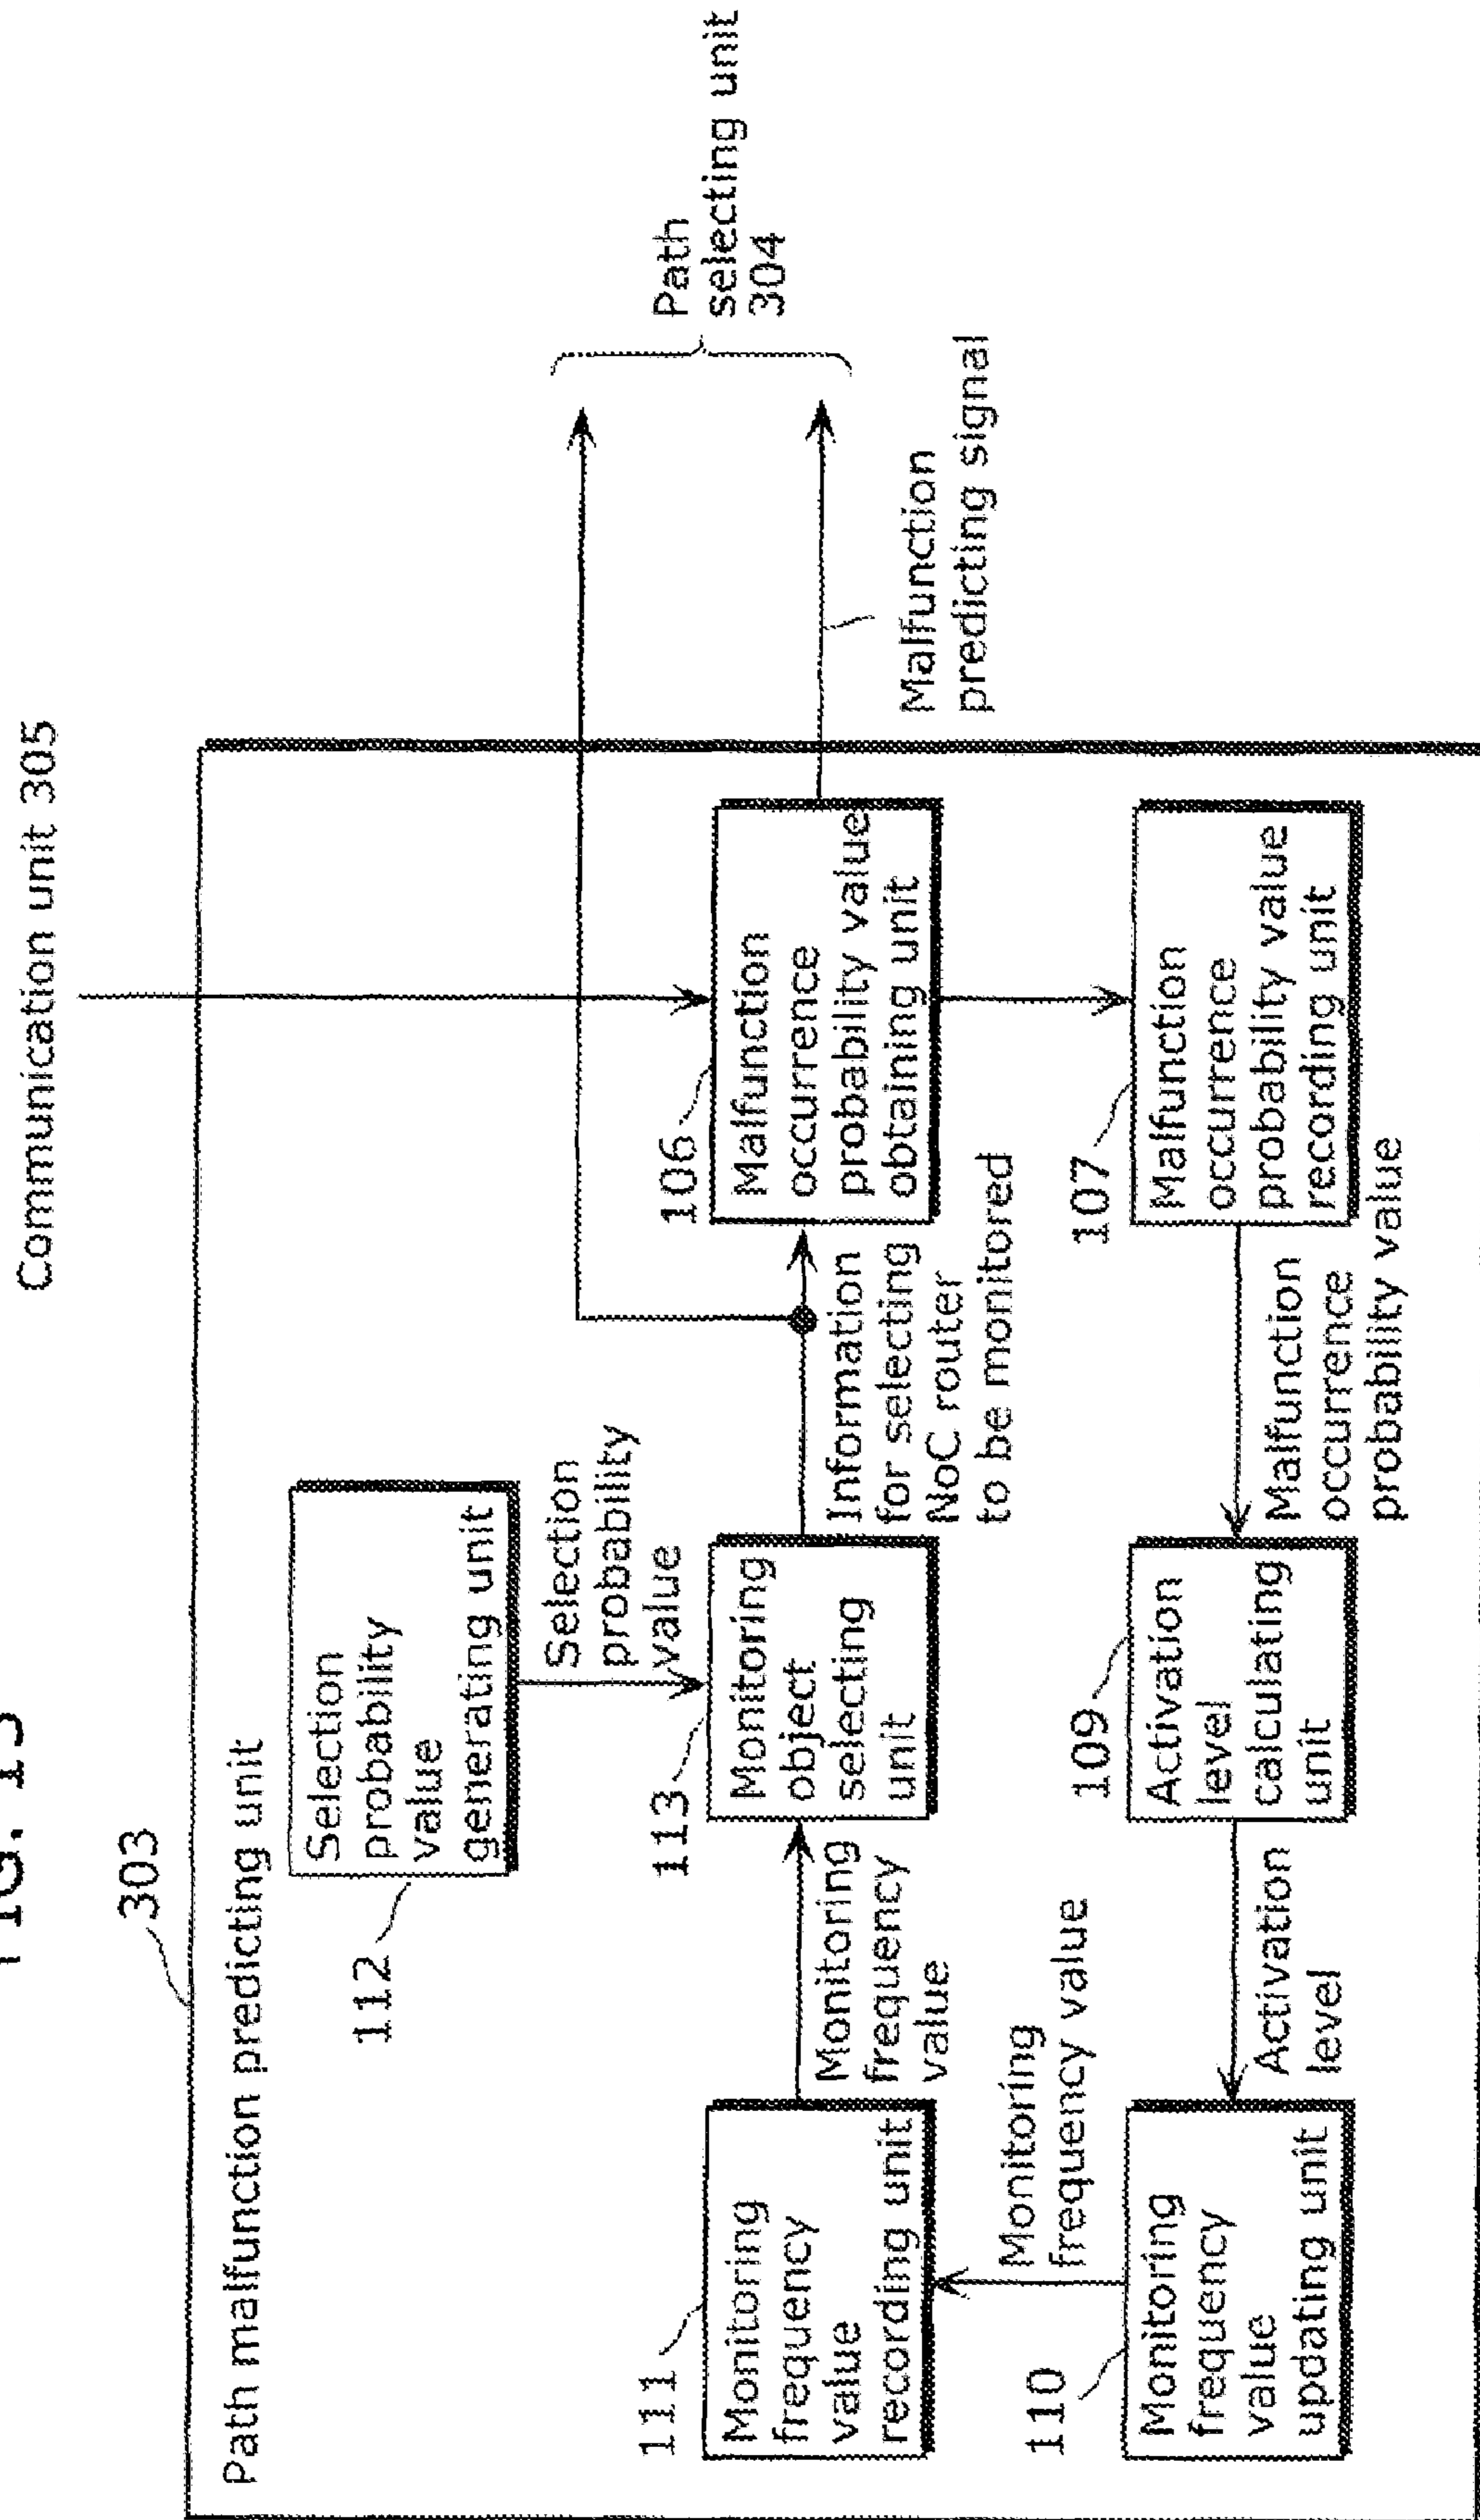 FIG. 15
Communication unit 305
303
Path malfunction predicting unit
112
Selection
probability
value
generating unit
Selection
probability
value
Path
selecting unit
304
111
Monitoring
frequency
value
recording unit
Monitoring
frequency
value
113
Monitoring
object
selecting
unit
Information
for selecting
NoC router
to be monitored
106
Malfunction
occurrence
probability value
obtaining unit
Malfunction
predicting signal
Monitoring
frequency value
110
Monitoring
frequency
value
updating unit
Activation
level
109
Activation
level
calculating
unit
Malfunction
occurrence
probability value
107
Malfunction
occurrence
probability value
recording unit